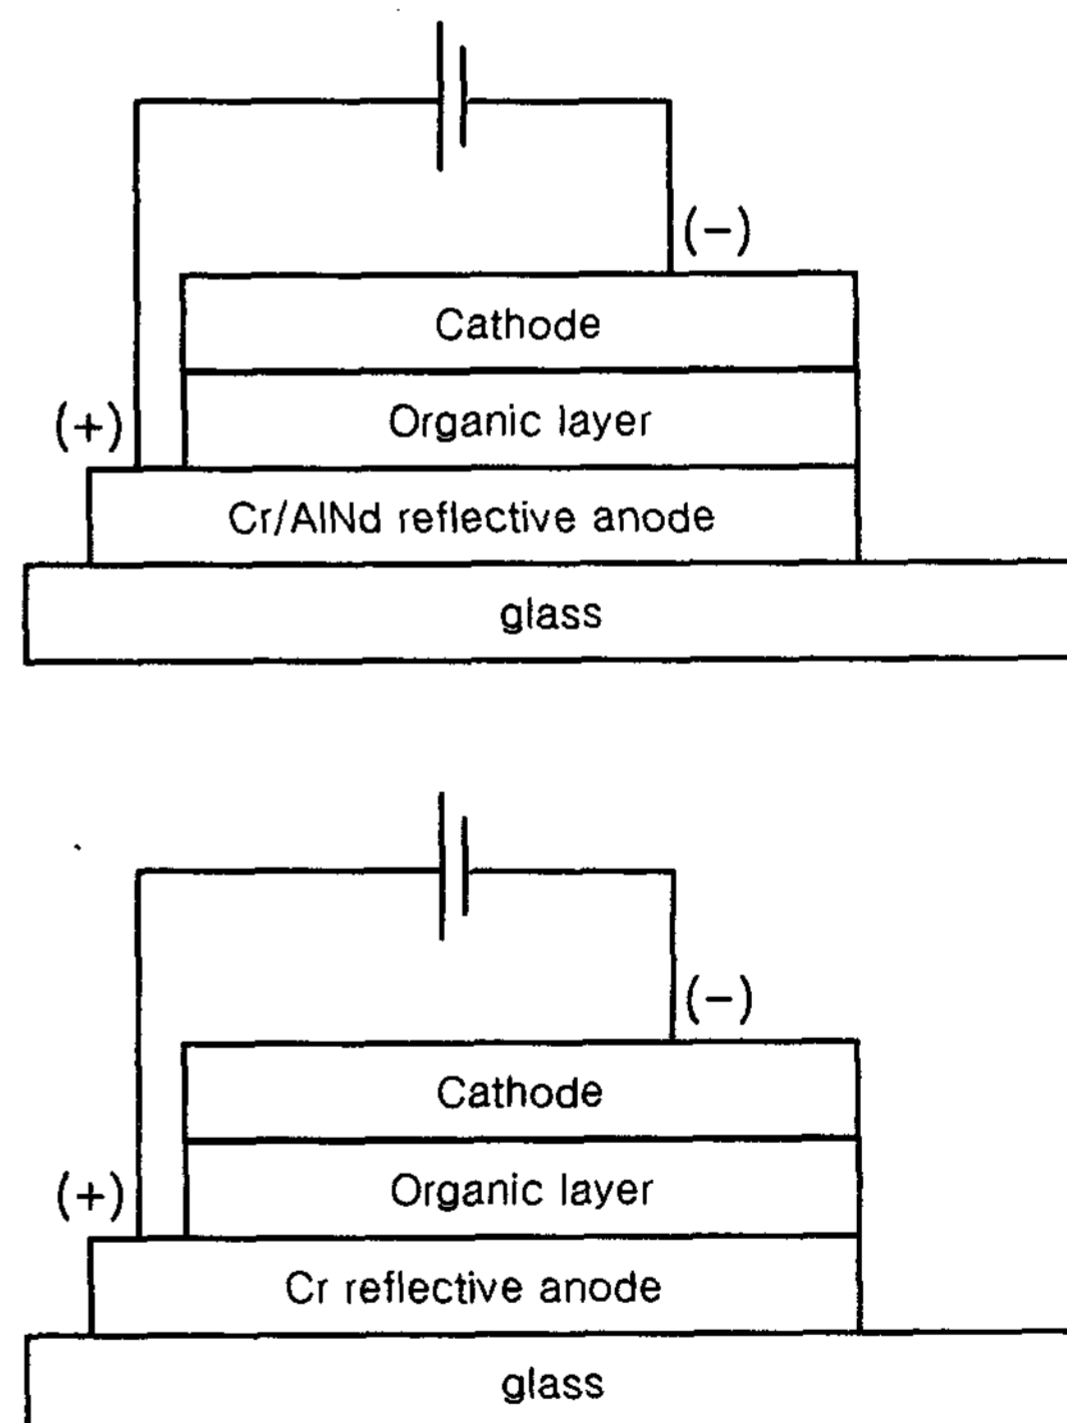 (−)
Cathode
Organic layer
(+)
Cr/AlNd reflective anode
glass
(−)
Cathode
Organic layer
(+)
Cr reflective anode
glass